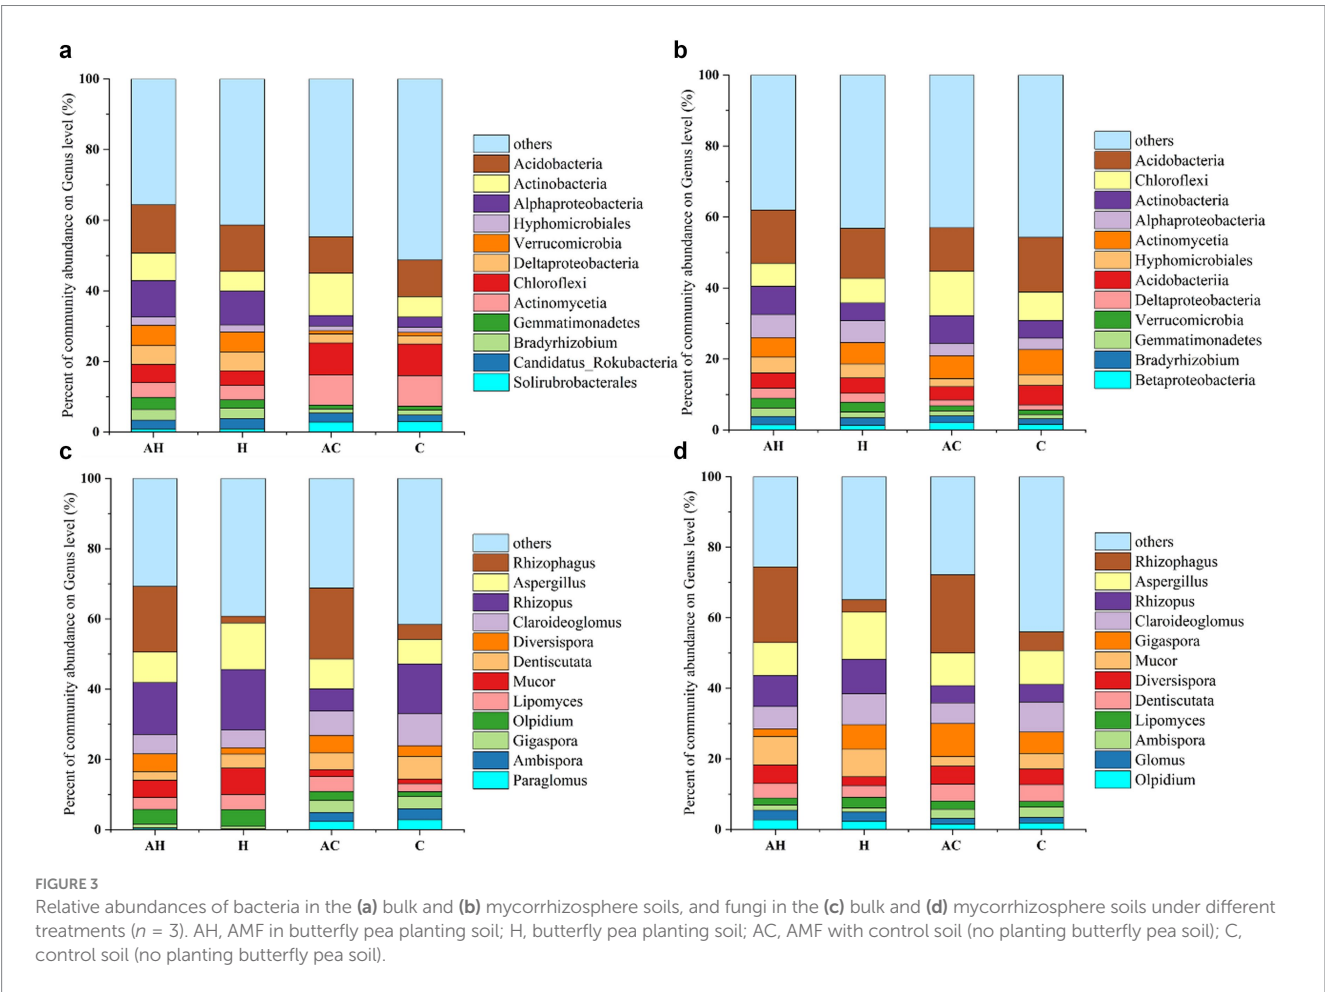 a
Percent of community abundance on Genus level (%)
100
80
60
40
20
0
AH
H
AC
C
others
Acidobacteria
Actinobacteria
Alphaproteobacteria
Hyphomicrobiales
Verrucomicrobia
Deltaproteobacteria
Chloroflexi
Actinomycetia
Gemmatimonadetes
Bradyrhizobium
Candidatus_Rokubacteria
Solirubrobacterales
b
Percent of community abundance on Genus level (%)
100
80
60
40
20
0
AH
H
AC
C
others
Acidobacteria
Chloroflexi
Actinobacteria
Alphaproteobacteria
Actinomycetia
Hyphomicrobiales
Acidobacteriia
Deltaproteobacteria
Verrucomicrobia
Gemmatimonadetes
Bradyrhizobium
Betaproteobacteria
c
Percent of community abundance on Genus level (%)
100
80
60
40
20
0
AH
H
AC
C
others
Rhizophagus
Aspergillus
Rhizopus
Claroideoglomus
Diversispora
Dentiscutata
Mucor
Lipomyces
Olpidium
Gigaspora
Ambispora
Paraglomus
d
Percent of community abundance on Genus level (%)
100
80
60
40
20
0
AH
H
AC
C
others
Rhizophagus
Aspergillus
Rhizopus
Claroideoglomus
Gigaspora
Mucor
Diversispora
Dentiscutata
Lipomyces
Ambispora
Glomus
Olpidium
FIGURE 3
Relative abundances of bacteria in the (a) bulk and (b) mycorrhizosphere soils, and fungi in the (c) bulk and (d) mycorrhizosphere soils under different
treatments (n = 3). AH, AMF in butterfly pea planting soil; H, butterfly pea planting soil; AC, AMF with control soil (no planting butterfly pea soil); C,
control soil (no planting butterfly pea soil).